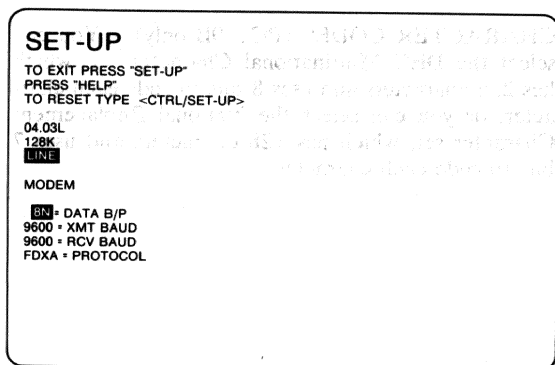 SET-UP
TO EXIT PRESS "SET-UP"
PRESS "HELP"
TO RESET TYPE <CTRL/SET-UP>
04.03L
128K
LINE
MODEM
8N = DATA B/P
9600 = XMT BAUD
9600 = RCV BAUD
FDXA = PROTOCOL